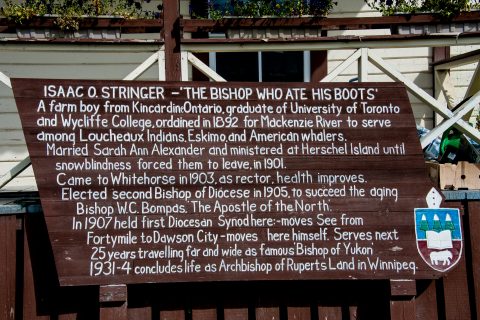 ISAAC O. STRINGER - 'THE BISHOP WHO ATE HIS BOOTS'
A farm boy from Kincardin Ontario, graduate of University of Toronto
and Wycliffe College, ordained in 1892 for Mackenzie River to serve
among Loucheaux Indians, Eskimo, and American whalers.
Married Sarah Ann Alexander and ministered at Herschel Island until
snowblindness forced them to leave, in 1901.
Came to Whitehorse in 1903, as rector, health improves.
Elected second Bishop of Diocese in 1905, to succeed the aging
Bishop W.C. Bompas, The Apostle of the North.
In 1907 held first Diocesan Synod here:- moves See from
Fortymile to Dawson City - moves here himself. Serves next
25 years travelling far and wide as famous 'Bishop of Yukon'
1931-4 concludes life as Archbishop of Ruperts Land in Winnipeg.